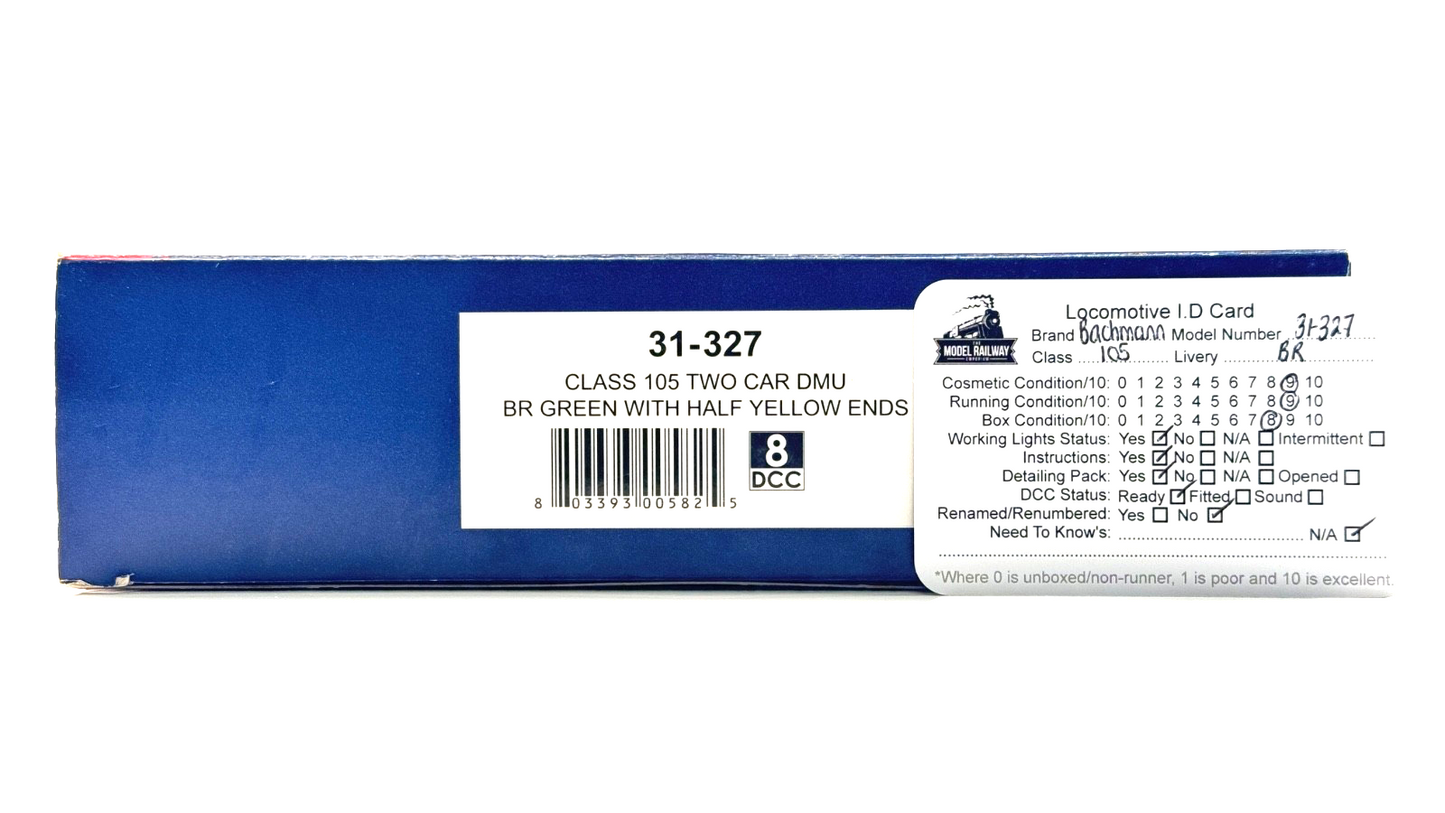 31-327
CLASS 105 TWO CAR DMU
BR GREEN WITH HALF YELLOW ENDS
8 03393 00582 5
8
DCC
THE
MODEL RAILWAY
EMPORIUM
Locomotive I.D Card
Brand Bachmann Model Number 31-327
Class 105 Livery BR
Cosmetic Condition/10: 0 1 2 3 4 5 6 7 8 9 10
Running Condition/10: 0 1 2 3 4 5 6 7 8 9 10
Box Condition/10: 0 1 2 3 4 5 6 7 8 9 10
Working Lights Status: Yes ☑ No ☐ N/A ☐ Intermittent ☐
Instructions: Yes ☑ No ☐ N/A ☐
Detailing Pack: Yes ☑ No ☐ N/A ☐ Opened ☐
DCC Status: Ready ☑ Fitted ☐ Sound ☐
Renamed/Renumbered: Yes ☐ No ☑
Need To Know's: .......... N/A ☑
*Where 0 is unboxed/non-runner, 1 is poor and 10 is excellent.